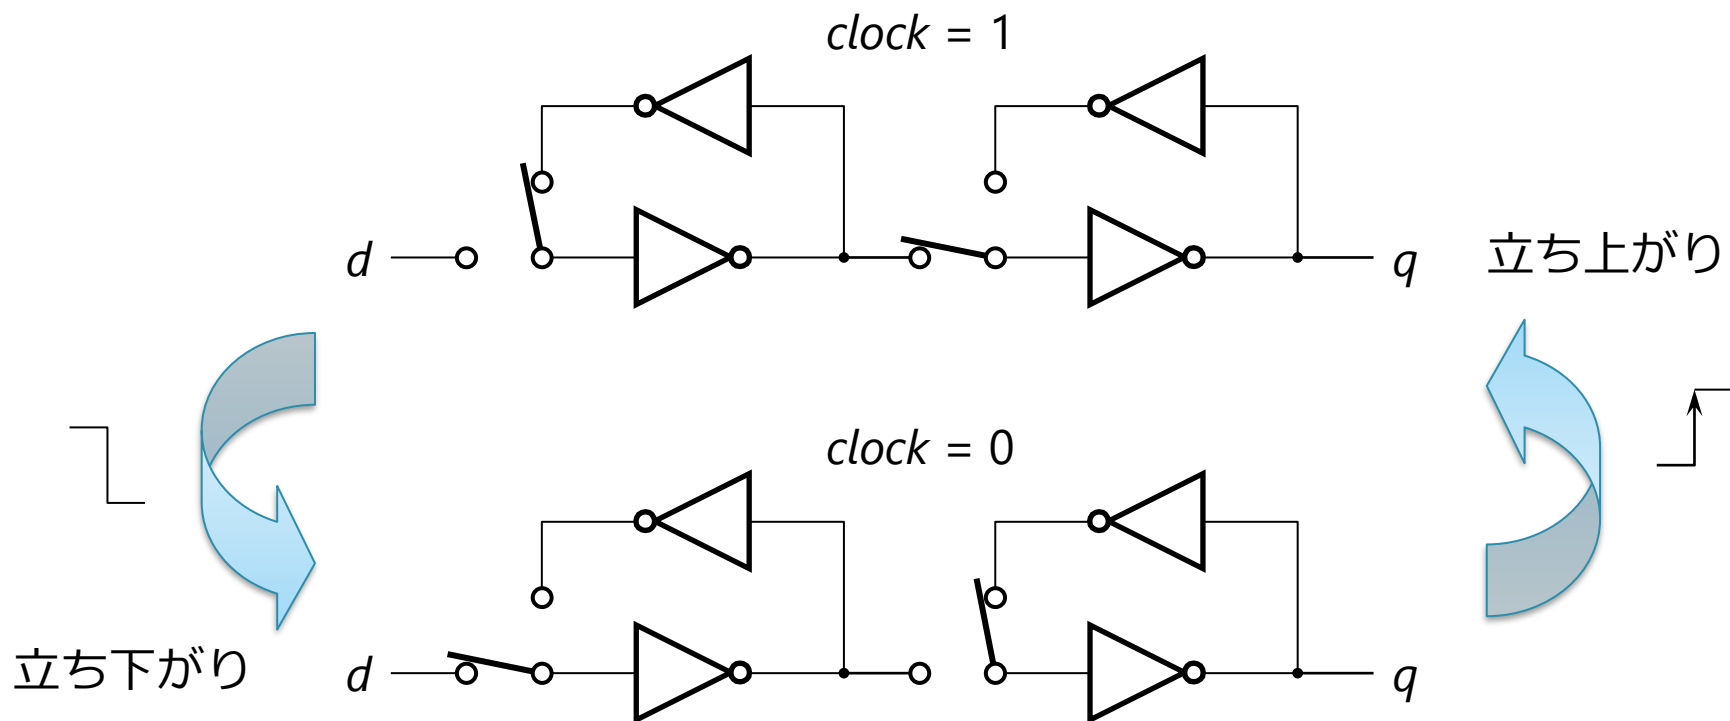 clock = 1
d
q
立ち上がり
clock = 0
立ち下がり
d
q